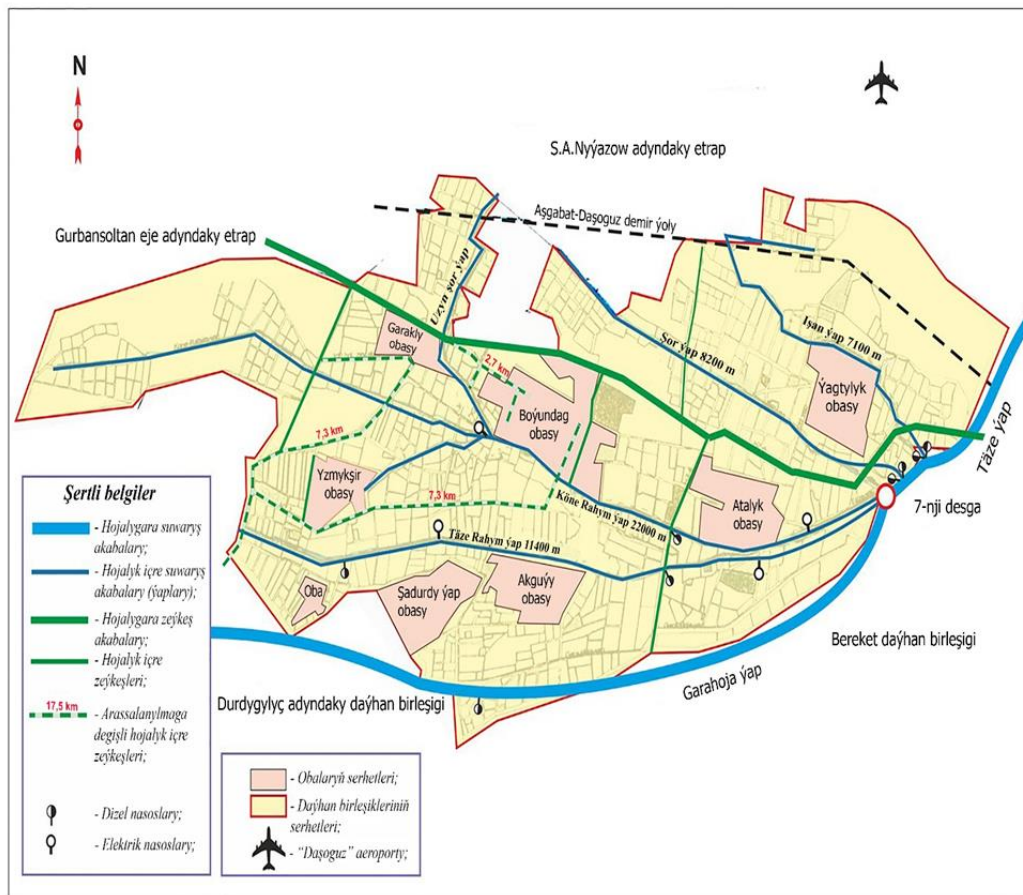 N
S.A.Nyýazow adyndaky etrap
Aşgabat-Daşoguz demir ýoly
Gurbansoltan eje adyndaky etrap
Uzyn şor ýap
Garakly
obasy
2,7 km
Şor ýap 8200 m
Işan ýap 7100 m
Ýagtylyk
obasy
Boýundag
obasy
7,3 km
Täze ýap
Yzmykşir
obasy
7,3 km
Köne Rahym ýap 22000 m
Atalyk
obasy
7-nji desga
Täze Rahym ýap 11400 m
Oba
Şadurdy ýap
obasy
Akguýy
obasy
Bereket daýhan birleşigi
Garahoja ýap
Durdygylyç adyndaky daýhan birleşigi
Şertli belgiler
- Hojalygara suwaryş
akabalary;
- Hojalyk içre suwaryş
akabalary (ýaplary);
- Hojalygara zeýkeş
akabalary;
- Hojalyk içre
zeýkeşleri;
17,5 km
- Arassalanylmaga
degişli hojalyk içre
zeýkeşleri;
- Dizel nasoslary;
- Elektrik nasoslary;
- Obalaryň serhetleri;
- Daýhan birleşikleriniň
serhetleri;
- “Daşoguz” aeroporty;